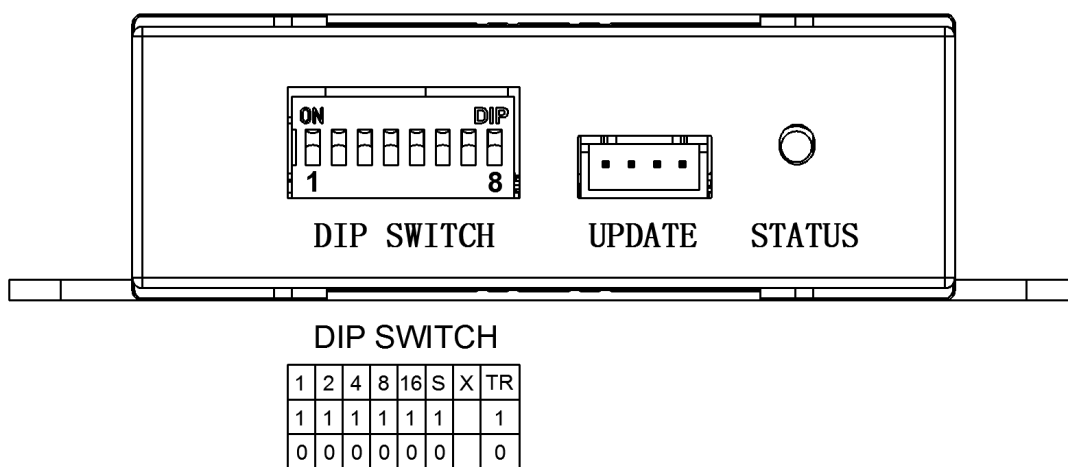 ON DIP
1 8
DIP SWITCH UPDATE STATUS
DIP SWITCH
1 2 4 8 16 S X TR
1 1 1 1 1 1 1
0 0 0 0 0 0 0